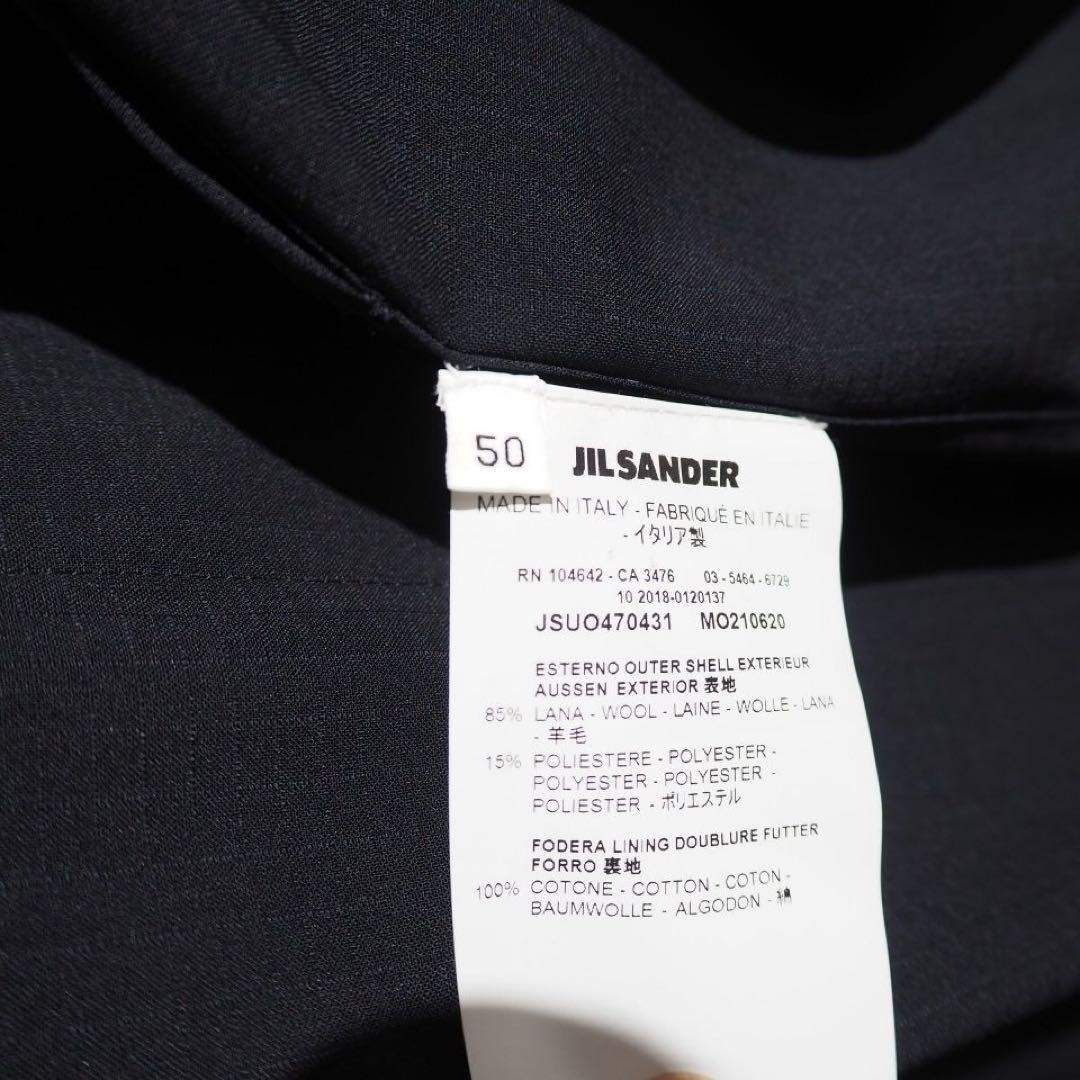 50
JIL SANDER
MADE IN ITALY - FABRIQUÉ EN ITALIE
- イタリア製
RN 104642 - CA 3476 03 - 5464 - 6729
10 2018-0120137
JSUO470431 MO210620
ESTERNO OUTER SHELL EXTERIEUR
AUSSEN EXTERIOR 表地
85% LANA - WOOL - LAINE - WOLLE - LANA
- 羊毛
15% POLIESTERE - POLYESTER -
POLYESTER - POLYESTER -
POLIESTER - ポリエステル
FODERA LINING DOUBLURE FUTTER
FORRO 裏地
100% COTONE - COTTON - COTON -
BAUMWOLLE - ALGODON - 綿